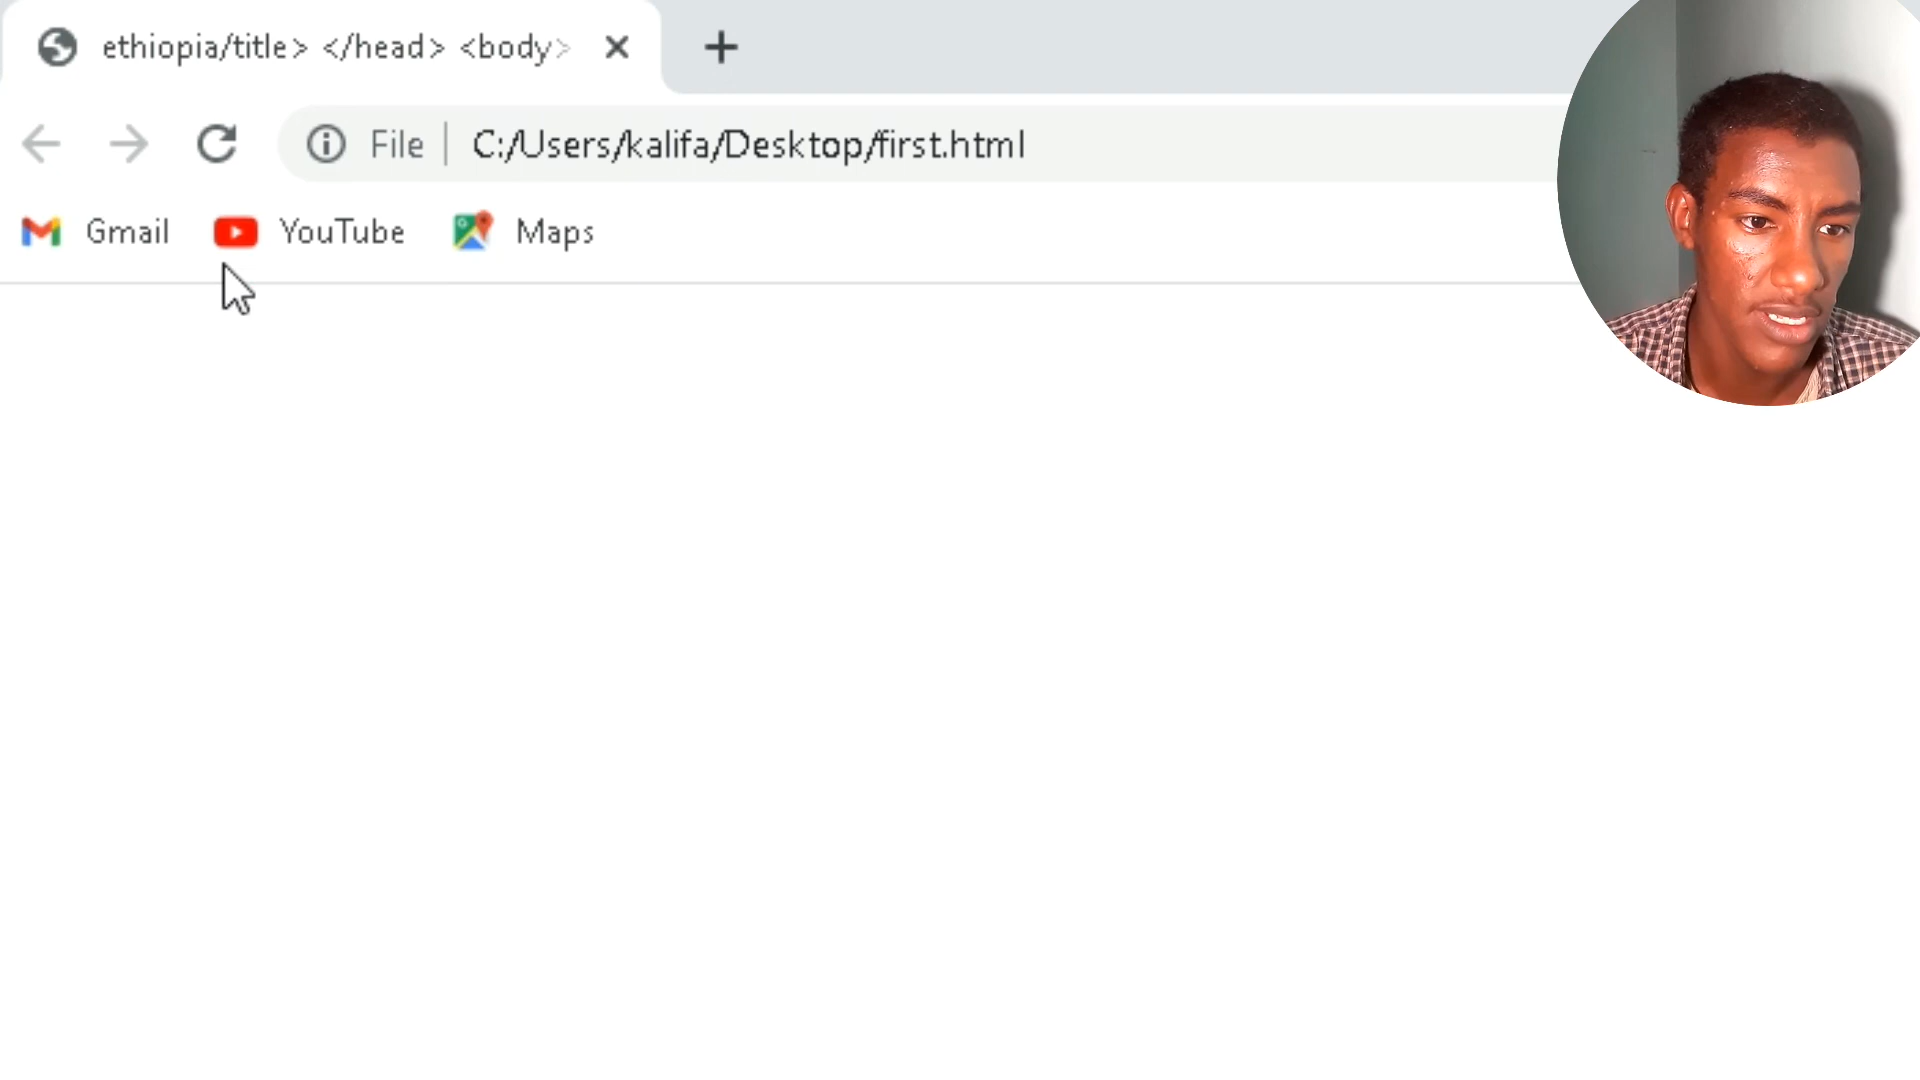 ethiopia/title> </head> <body>
File C:/Users/kalifa/Desktop/first.html
Gmail YouTube Maps